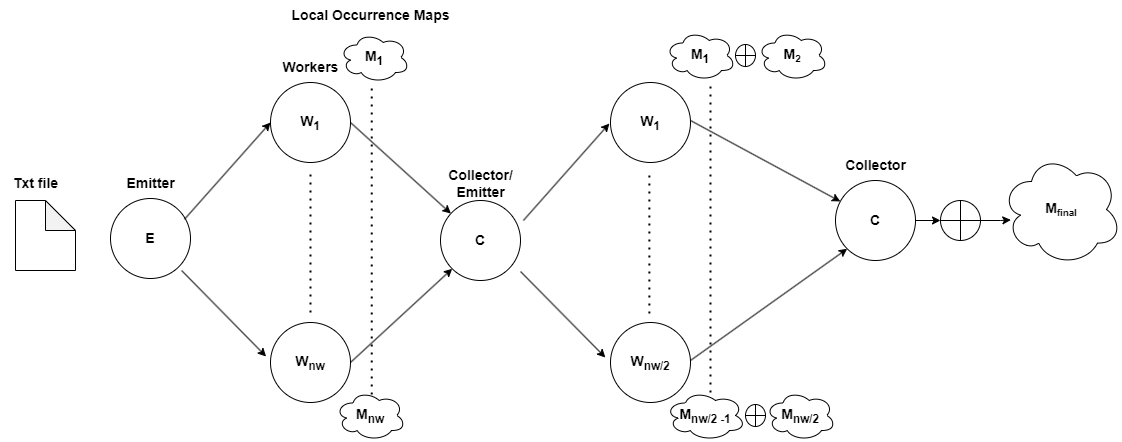 Local Occurrence Maps
M1
M1
M2
Workers
W1
W1
Collector/
Emitter
Collector
Txt file
Emitter
E
C
C
Mfinal
Wnw
Wnw/2
Mnw
Mnw/2 -1
Mnw/2